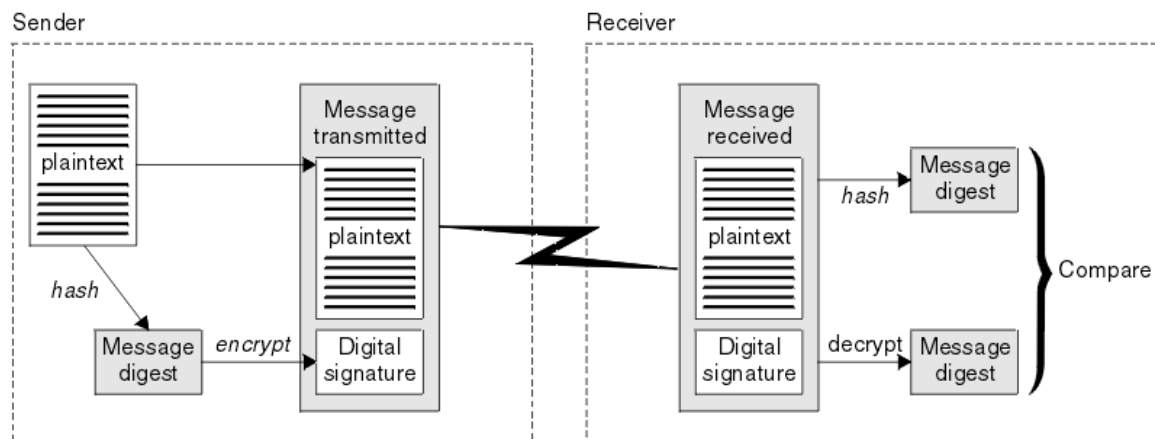 Sender
Receiver
plaintext
hash
Message
digest
encrypt
Message
transmitted
plaintext
Digital
signature
Message
received
plaintext
Digital
signature
hash
Message
digest
decrypt
Message
digest
Compare